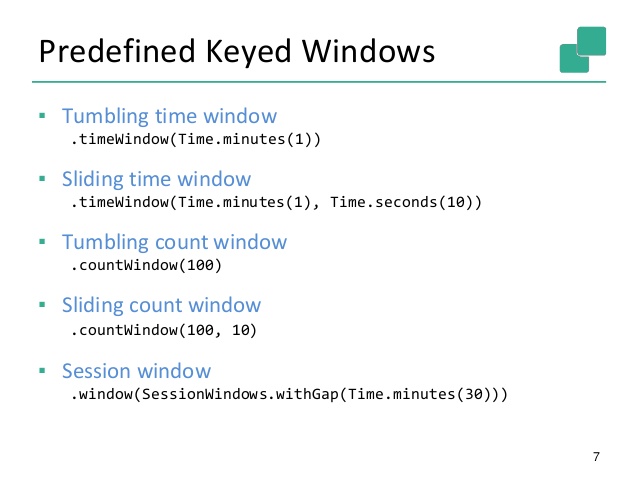 Predefined Keyed Windows
▪ Tumbling time window
.timeWindow(Time.minutes(1))
▪ Sliding time window
.timeWindow(Time.minutes(1), Time.seconds(10))
▪ Tumbling count window
.countWindow(100)
▪ Sliding count window
.countWindow(100, 10)
▪ Session window
.window(SessionWindows.withGap(Time.minutes(30)))
7